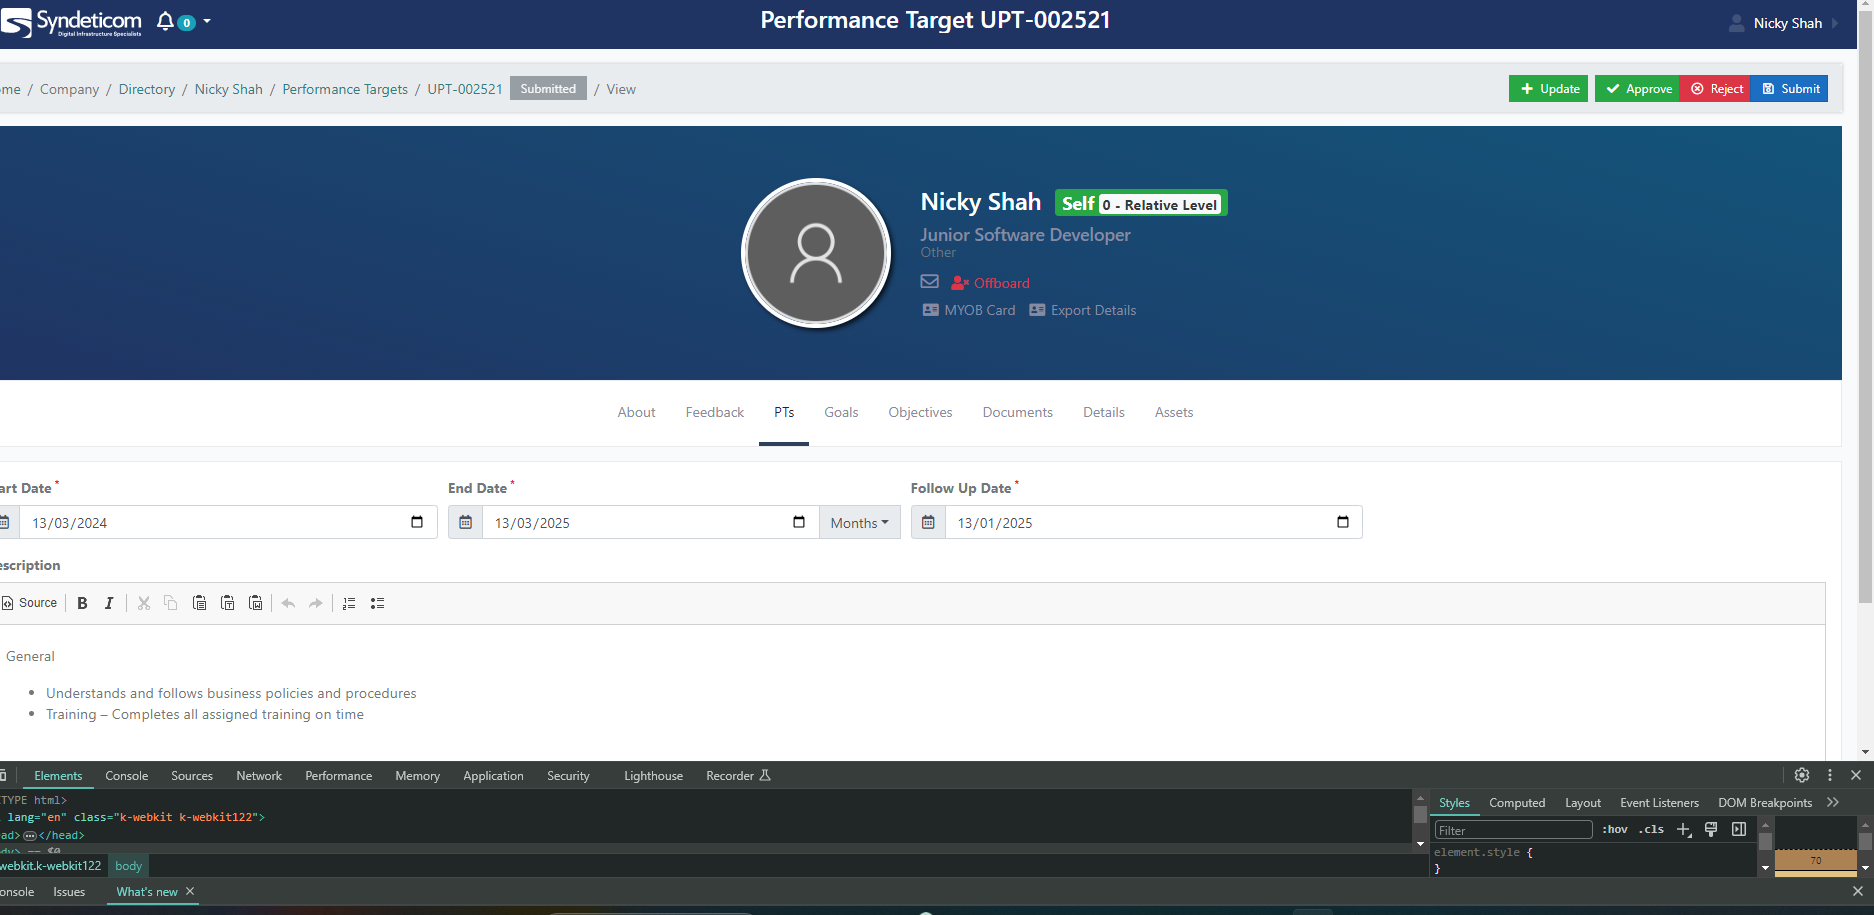 Syndeticom
Digital Infrastructure Specialists
0
Performance Target UPT-002521
Nicky Shah
ome / Company / Directory / Nicky Shah / Performance Targets / UPT-002521 Submitted / View
Update Approve Reject Submit
Nicky Shah Self 0 - Relative Level
Junior Software Developer
Other
Offboard
MYOB Card Export Details
About Feedback PTs Goals Objectives Documents Details Assets
art Date * End Date * Follow Up Date *
13/03/2024 13/03/2025 Months 13/01/2025
escription
Source B I
General
• Understands and follows business policies and procedures
• Training – Completes all assigned training on time
Elements Console Sources Network Performance Memory Application Security Lighthouse Recorder
TYPE html>
lang="en" class="k-webkit k-webkit122">
ad> ••• </head>
dy> == $0
webkit.k-webkit122 body
Styles Computed Layout Event Listeners DOM Breakpoints
Filter :hov .cls
element.style {
}
70
onsole Issues What's new